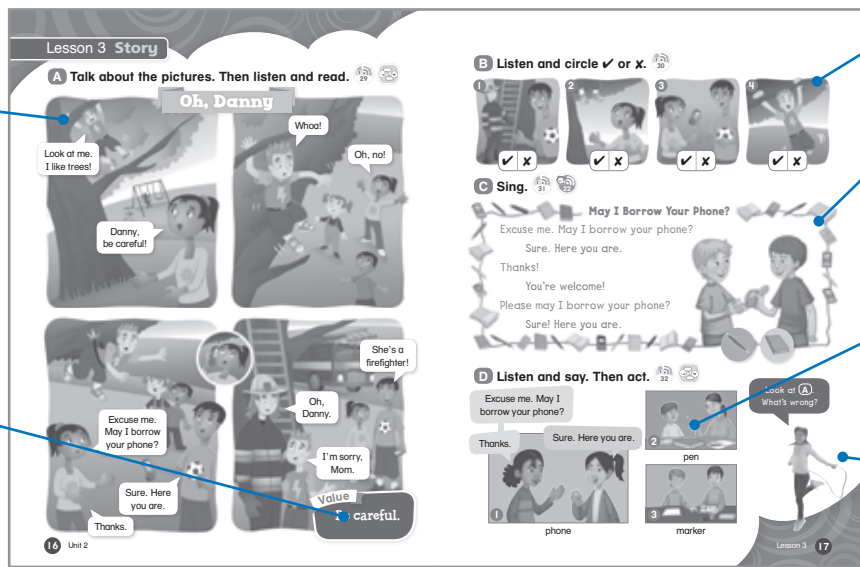 Lesson 3 Story
A Talk about the pictures. Then listen and read. 29
Oh, Danny
Look at me.
I like trees!
Danny,
be careful!
Whoa!
Oh, no!
Excuse me.
May I borrow
your phone?
Sure. Here
you are.
Thanks.
She's a
firefighter!
Oh,
Danny.
I'm sorry,
Mom.
Value
Be careful.
16 Unit 2
B Listen and circle ✔ or ✘. 30
1
2
3
4
✔ ✘
✔ ✘
✔ ✘
✔ ✘
C Sing. 31 22
May I Borrow Your Phone?
Excuse me. May I borrow your phone?
Sure. Here you are.
Thanks!
You're welcome!
Please may I borrow your phone?
Sure! Here you are.
D Listen and say. Then act. 32
Excuse me. May I
borrow your phone?
Thanks.
Sure. Here you are.
1
phone
2
pen
3
marker
Look at A.
What's wrong?
Lesson 3 17